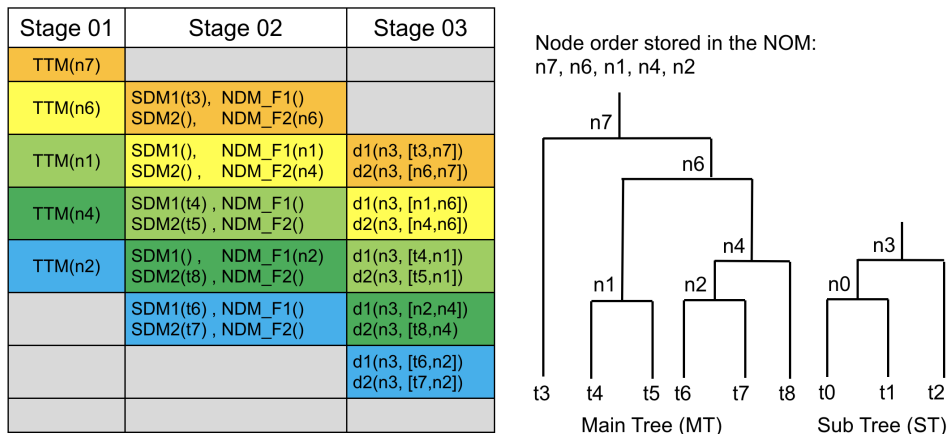 Stage 01 Stage 02 Stage 03
TTM(n7)
TTM(n6)
SDM1(t3), NDM_F1()
SDM2(), NDM_F2(n6)
TTM(n1)
SDM1(), NDM_F1(n1)
SDM2() , NDM_F2(n4)
d1(n3, [t3,n7])
d2(n3, [n6,n7])
TTM(n4)
SDM1(t4) , NDM_F1()
SDM2(t5) , NDM_F2()
d1(n3, [n1,n6])
d2(n3, [n4,n6])
TTM(n2)
SDM1() , NDM_F1(n2)
SDM2(t8) , NDM_F2()
d1(n3, [t4,n1])
d2(n3, [t5,n1])
SDM1(t6) , NDM_F1()
SDM2(t7) , NDM_F2()
d1(n3, [n2,n4])
d2(n3, [t8,n4)
d1(n3, [t6,n2])
d2(n3, [t7,n2])
Node order stored in the NOM:
n7, n6, n1, n4, n2
n7
n6
n4
n3
n1
n2
n0
t3 t4 t5 t6 t7 t8 t0 t1 t2
Main Tree (MT) Sub Tree (ST)